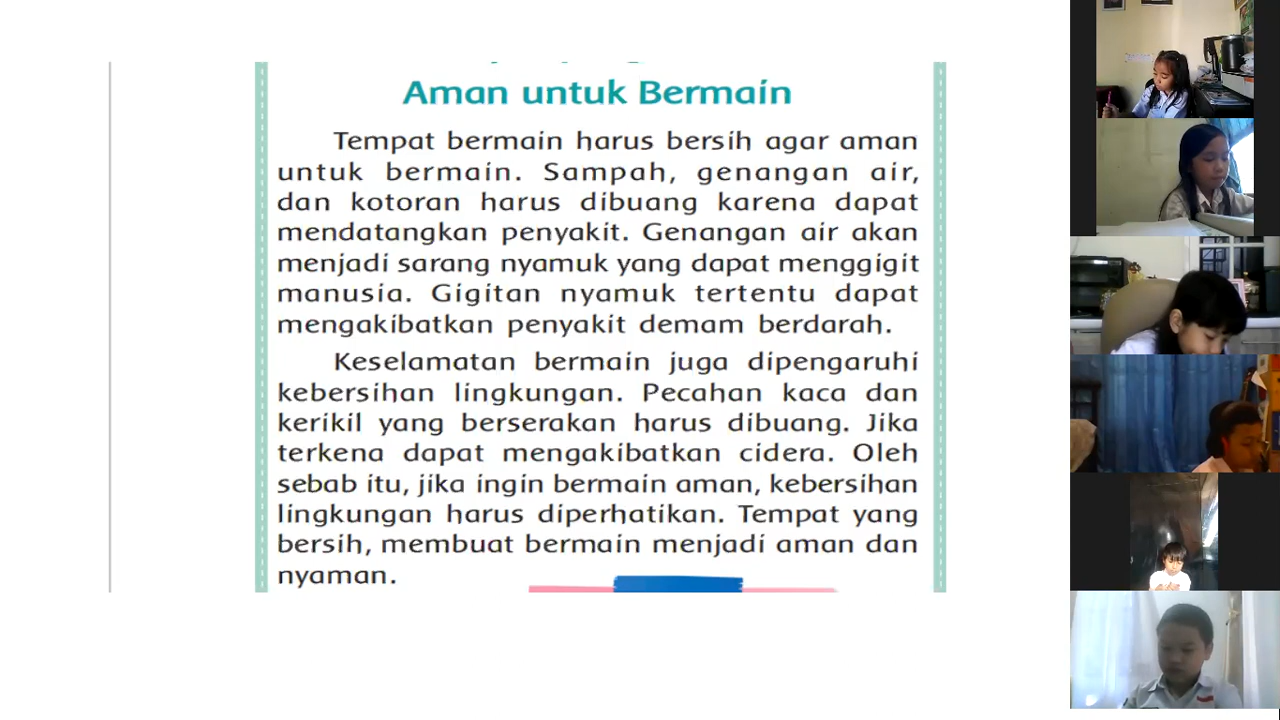 Aman untuk Bermain
Tempat bermain harus bersih agar aman
untuk bermain. Sampah, genangan air,
dan kotoran harus dibuang karena dapat
mendatangkan penyakit. Genangan air akan
menjadi sarang nyamuk yang dapat menggigit
manusia. Gigitan nyamuk tertentu dapat
mengakibatkan penyakit demam berdarah.
Keselamatan bermain juga dipengaruhi
kebersihan lingkungan. Pecahan kaca dan
kerikil yang berserakan harus dibuang. Jika
terkena dapat mengakibatkan cidera. Oleh
sebab itu, jika ingin bermain aman, kebersihan
lingkungan harus diperhatikan. Tempat yang
bersih, membuat bermain menjadi aman dan
nyaman.